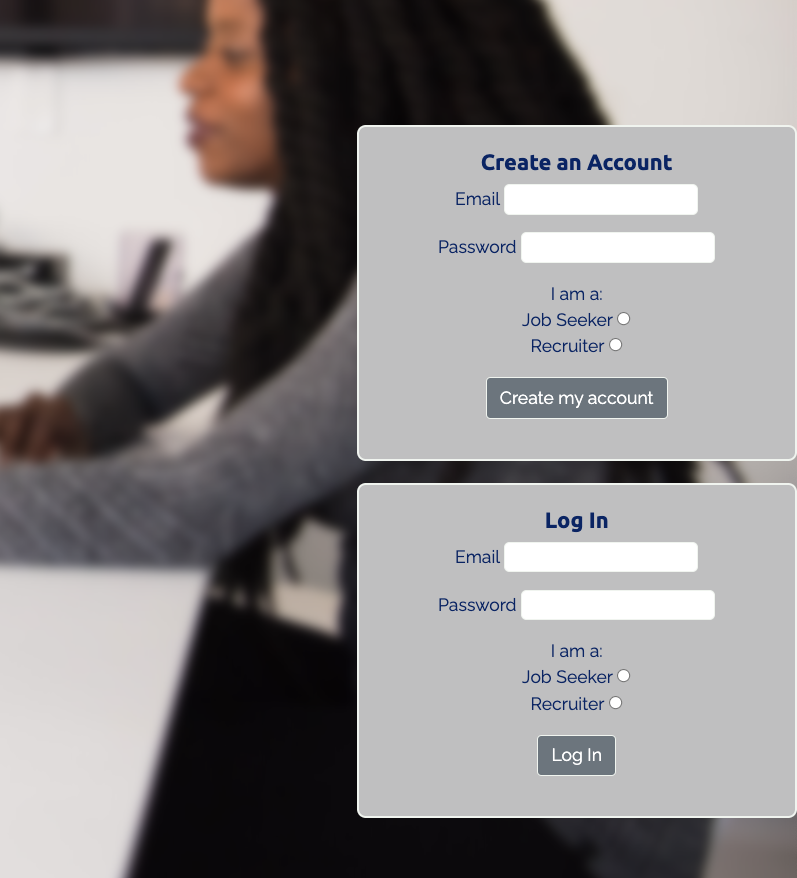 Create an Account
Email
Password
I am a:
Job Seeker
Recruiter
Create my account
Log In
Email
Password
I am a:
Job Seeker
Recruiter
Log In